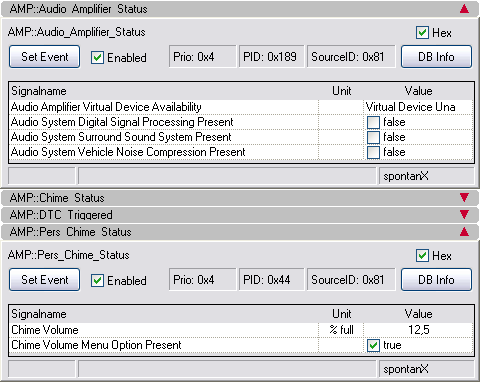 AMP::Audio Amplifier Status
AMP::Audio_Amplifier_Status Hex
Set Event Enabled Prio: 0x4 PID: 0x189 SourceID: 0x81 DB Info
Signalname Unit Value
Audio Amplifier Virtual Device Availability Virtual Device Una
Audio System Digital Signal Processing Present false
Audio System Surround Sound System Present false
Audio System Vehicle Noise Compression Present false
spontanX
AMP::Chime Status
AMP::DTC Triggered
AMP::Pers Chime Status
AMP::Pers_Chime_Status Hex
Set Event Enabled Prio: 0x4 PID: 0x44 SourceID: 0x81 DB Info
Signalname Unit Value
Chime Volume % full 12,5
Chime Volume Menu Option Present true
spontanX